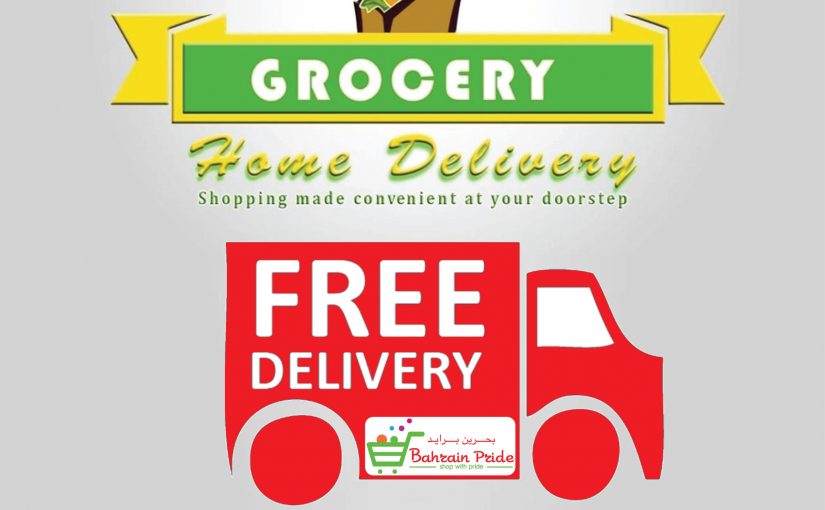 GROCERY
Home Delivery
Shopping made convenient at your doorstep
FREE
DELIVERY
بحرين برايد
Bahrain Pride
shop with pride